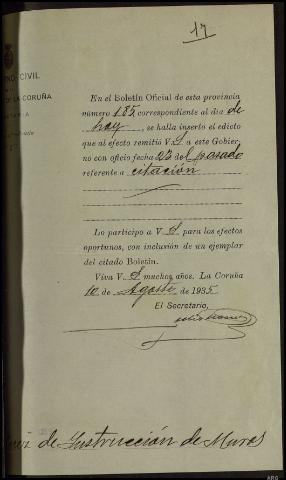 17
NO CIVIL
LA CORUÑA
En el Boletín Oficial de esta provincia
número 185, correspondiente al día de
hoy, se halla inserto el edicto
que al efecto remitió V. S a este Gobier-
no con oficio fecha 23 del pasado
referente a citación
Lo participo a V. S para los efectos
oportunos, con inclusión de un ejemplar
del citado Boletín.
Viva V. S muchos años. La Coruña
10 de Agosto de 1935
El Secretario,
de Instrucción de Muros
ARG